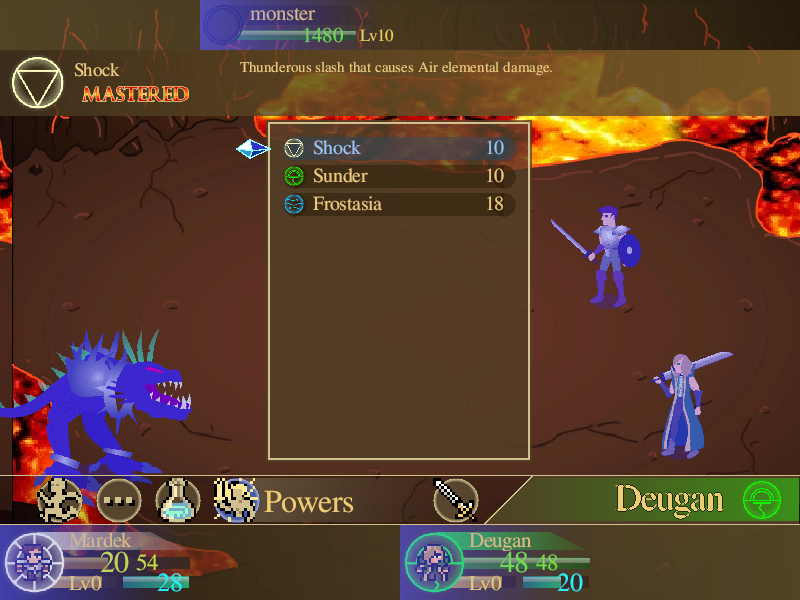 monster
1480 Lv10
Shock
MASTERED
Thunderous slash that causes Air elemental damage.
Shock 10
Sunder 10
Frostasia 18
Powers
Deugan
Mardek
20 54
Lv0 28
Deugan
48 48
Lv0 20